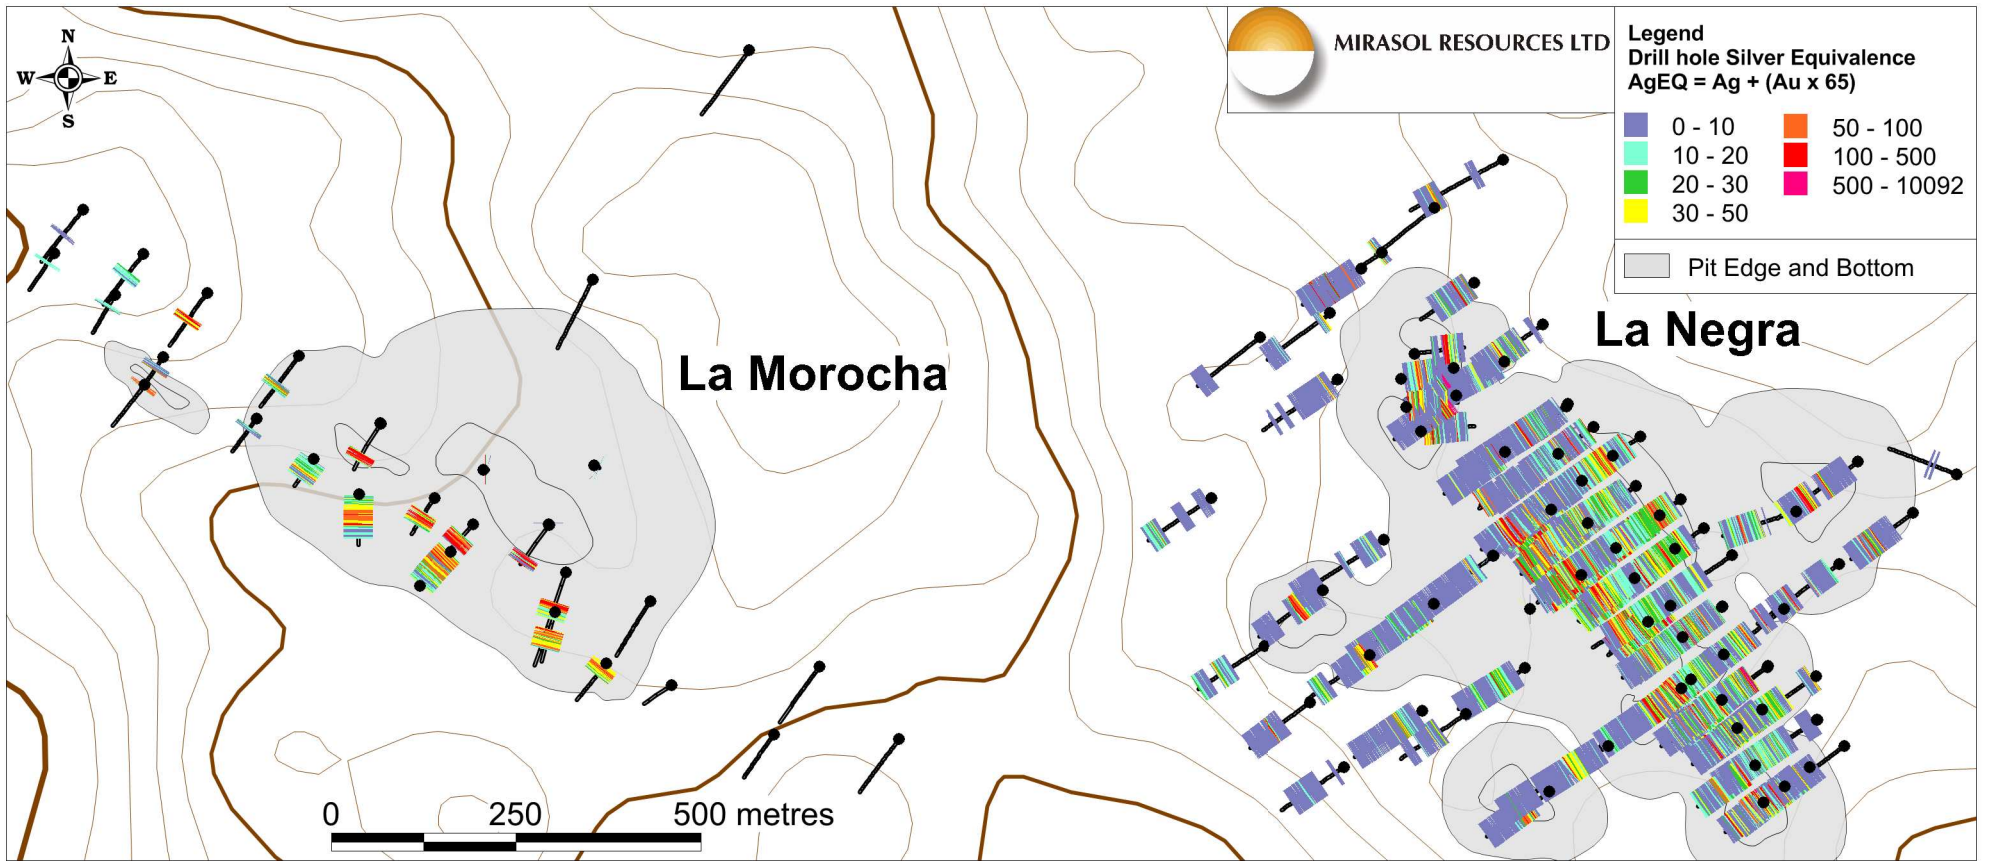 N
W E
S
MIRASOL RESOURCES LTD
Legend
Drill hole Silver Equivalence
AgEQ = Ag + (Au x 65)
0 - 10
10 - 20
20 - 30
30 - 50
50 - 100
100 - 500
500 - 10092
Pit Edge and Bottom
La Negra
La Morocha
0 250 500 metres